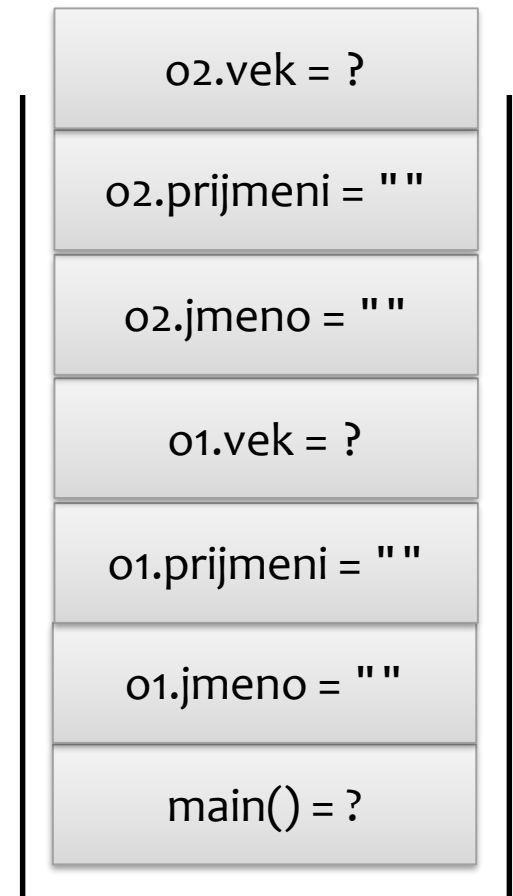 o2.vek = ?
o2.prijmeni = ""
o2.jmeno = ""
o1.vek = ?
o1.prijmeni = ""
o1.jmeno = ""
main() = ?